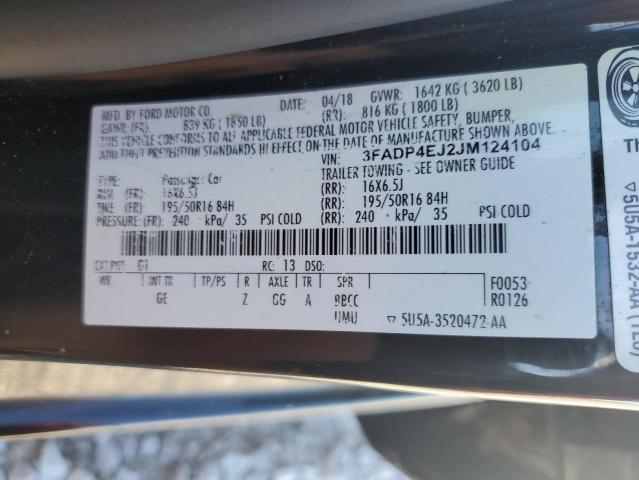 MFD. BY FORD MOTOR CO. DATE: 04/18 GVWR: 1642 KG ( 3620 LB)
GAWR: (FR): 839 KG ( 1850 LB) (RR): 816 KG ( 1800 LB)
THIS VEHICLE CONFORMS TO ALL APPLICABLE FEDERAL MOTOR VEHICLE SAFETY, BUMPER,
AND THEFT PREVENTION STANDARDS IN EFFECT ON THE DATE OF MANUFACTURE SHOWN ABOVE.
VIN: 3FADP4EJ2JM124104
TYPE: Passenger Car TRAILER TOWING - SEE OWNER GUIDE
RIM (FR): 16X6.5J (RR): 16X6.5J
TIRE (FR): 195/50R16 84H (RR): 195/50R16 84H
PRESSURE: (FR): 240 kPa/ 35 PSI COLD (RR): 240 kPa/ 35 PSI COLD
EXT PNT: G1 RC: 13 DSO:
WB INT TR TP/PS R AXLE TR SPR F0053
GE Z GG A BBCC R0126
UMU ▽ 5U5A-3520472-AA
▽ 5U5A-1532-AA